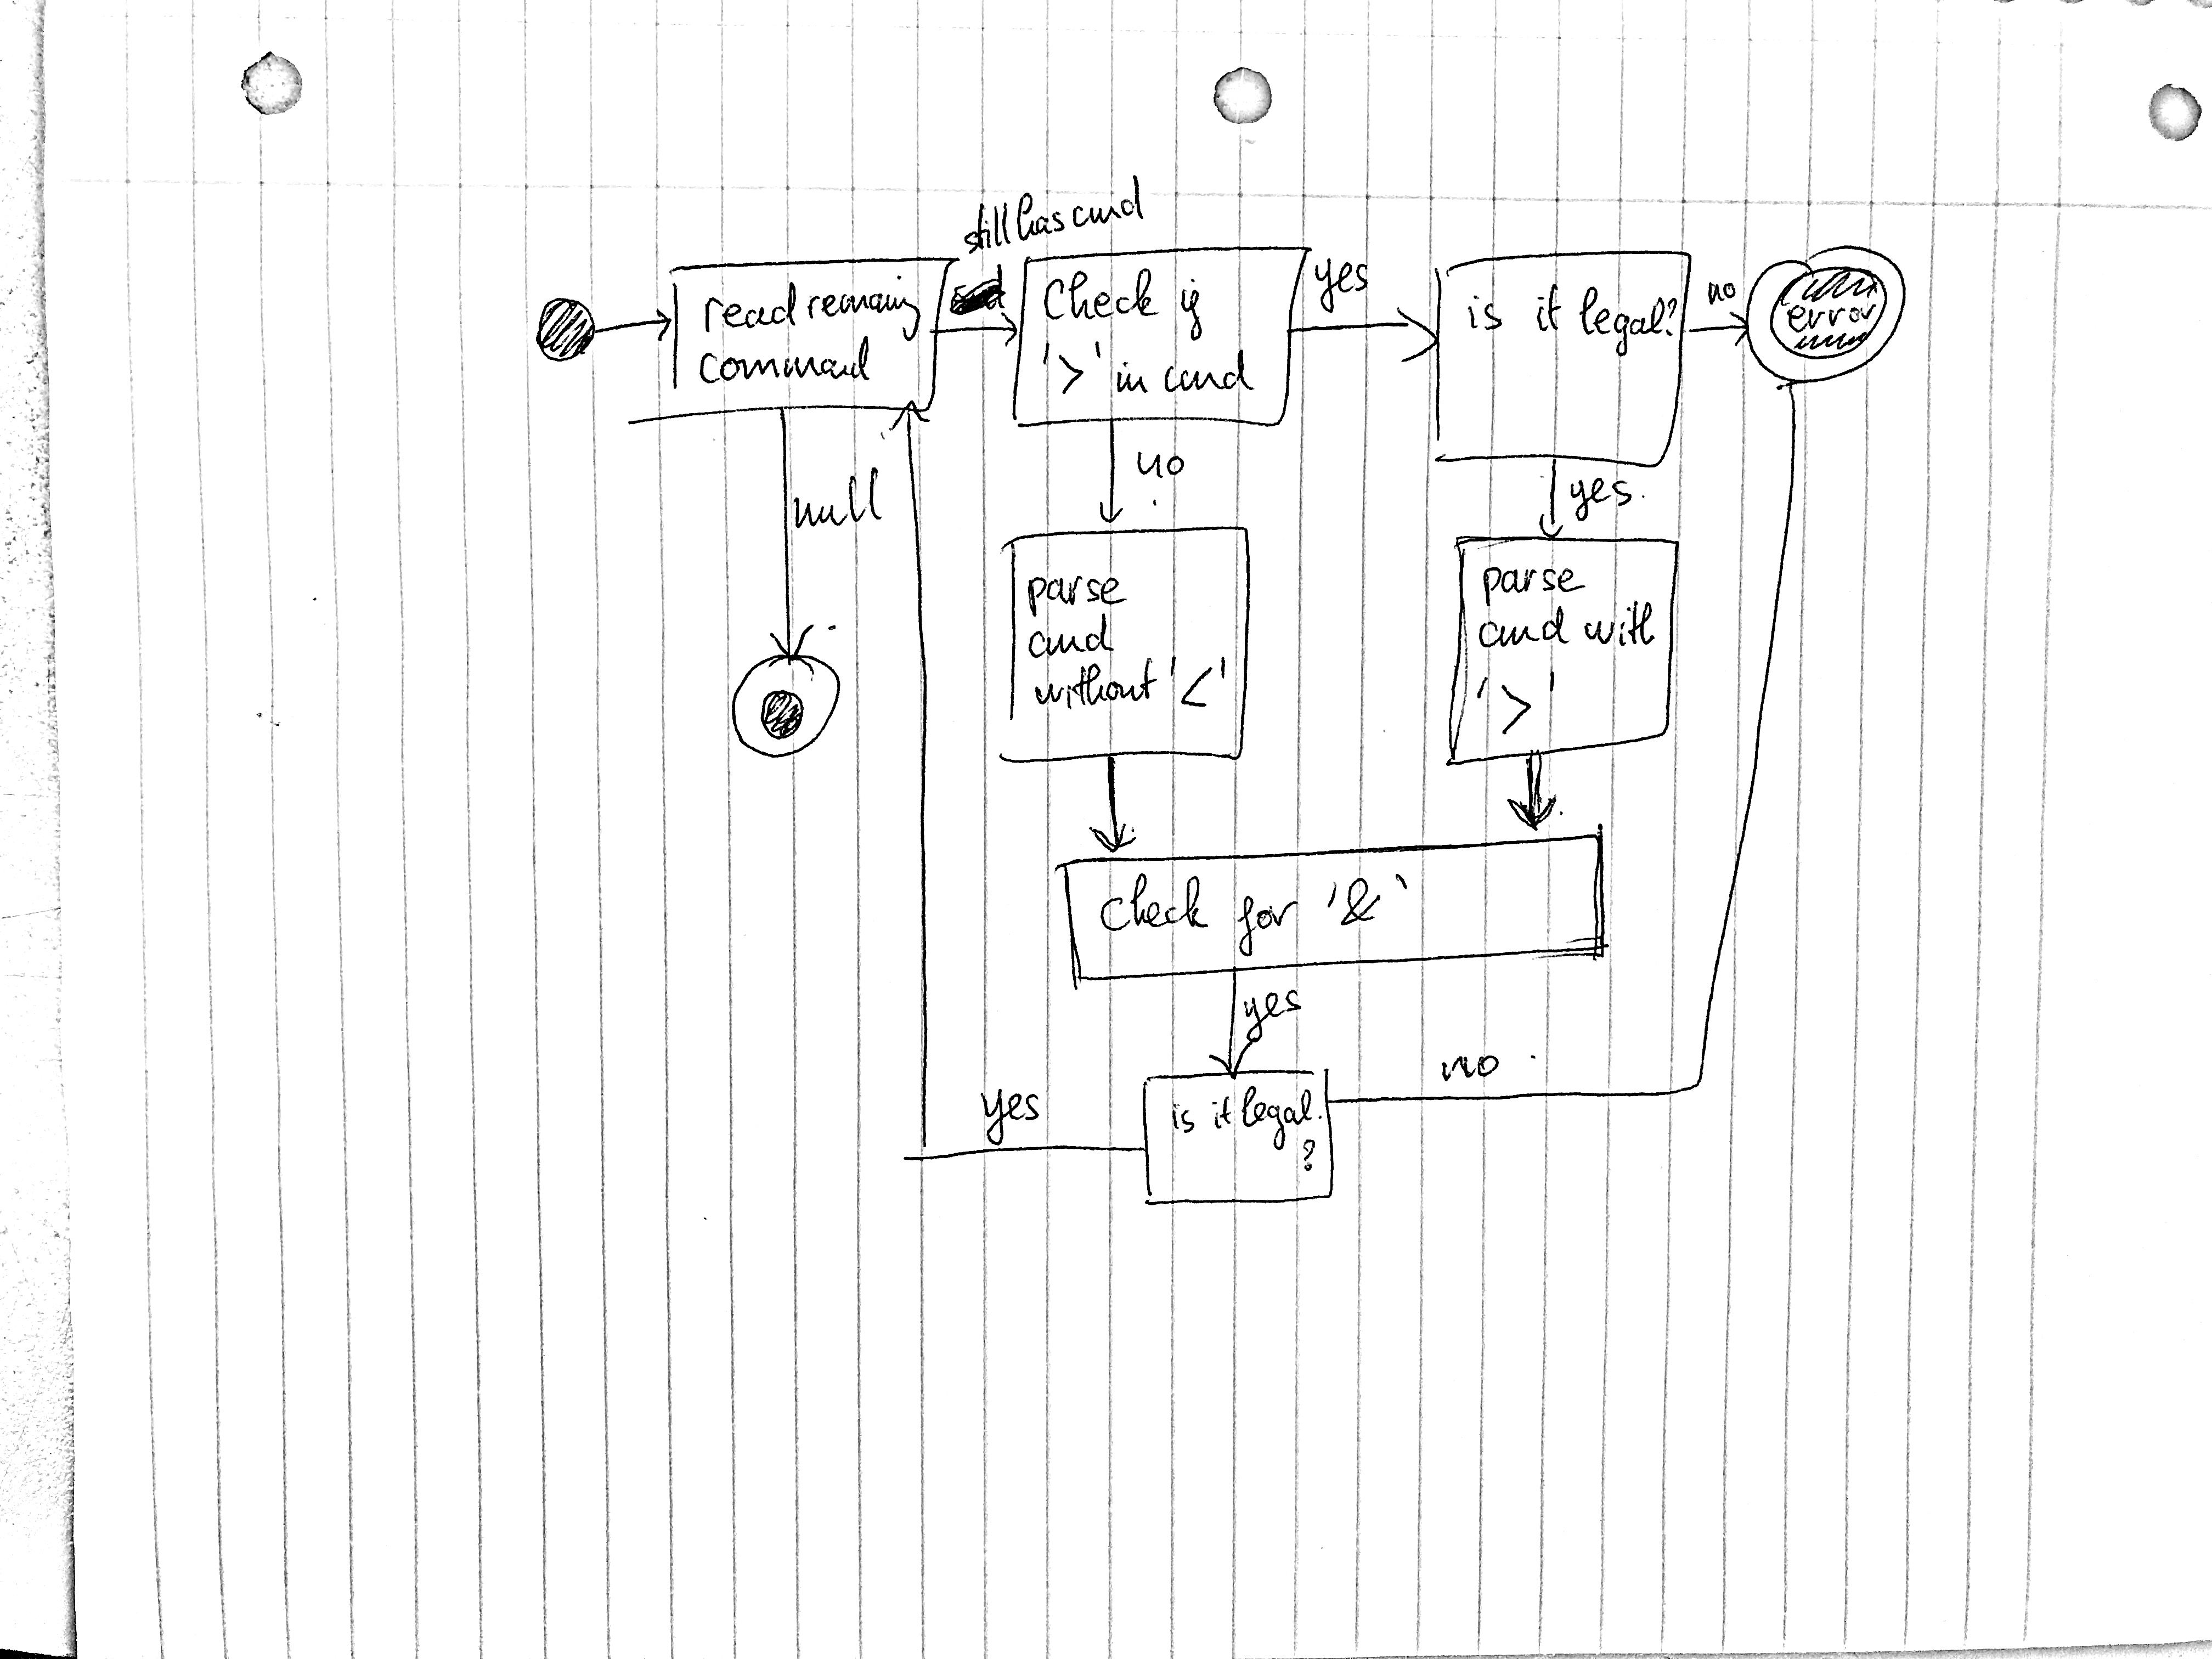 still has cmd
read remaing
command
Check if
'>' in cmd
yes
is it legal?
no
error
null
no
yes.
parse
cmd
without '<'
parse
cmd with
'>'
Check for '&'
yes
yes
is it legal.
?
no